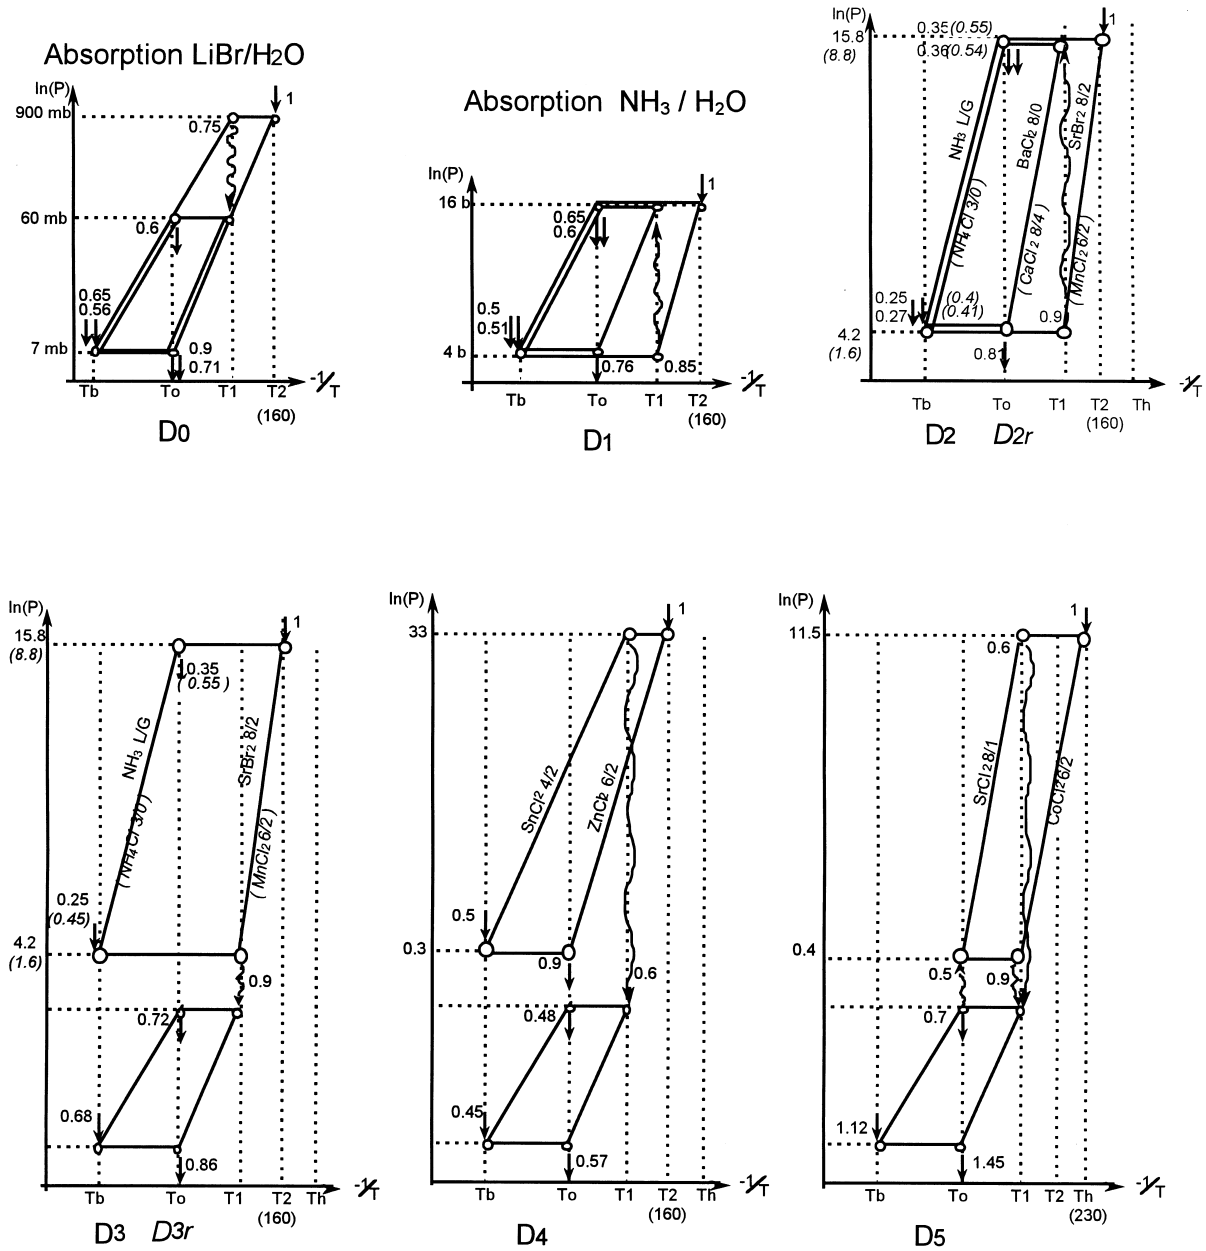 Absorption LiBr/H2O
ln(P)
900 mb
1
0.75
60 mb
0.6
0.65
0.56
7 mb
0.9
0.71
-1/T
Tb To T1 T2
(160)
D0
Absorption NH3 / H2O
ln(P)
16 b
1
0.65
0.6
0.5
0.51
4 b
0.76
0.85
-1/T
Tb To T1 T2
(160)
D1
ln(P)
15.8
(8.8)
0.35(0.55)
0.36(0.54)
1
NH3 L/G
(NH4Cl 3/0)
BaCl2 8/0
(CaCl2 8/4)
SrBr2 8/2
(MnCl2 6/2)
0.25
0.27
(0.4)
(0.41)
0.9
4.2
(1.6)
0.81
-1/T
Tb To T1 T2 Th
(160)
D2 D2r
ln(P)
15.8
(8.8)
1
0.35
(0.55)
NH3 L/G
(NH4Cl 3/0)
SrBr2 8/2
(MnCl2 6/2)
0.25
(0.45)
4.2
(1.6)
0.9
0.72
0.68
0.86
-1/T
Tb To T1 T2 Th
(160)
D3 D3r
ln(P)
33
1
SnCl2 4/2
ZnCl2 6/2
0.5
0.3
0.9
0.6
0.48
0.45
0.57
-1/T
Tb To T1 T2 Th
(160)
D4
ln(P)
11.5
1
0.6
SrCl2 8/1
CoCl2 6/2
0.4
0.5
0.9
0.7
1.12
1.45
-1/T
Tb To T1 T2 Th
(230)
D5